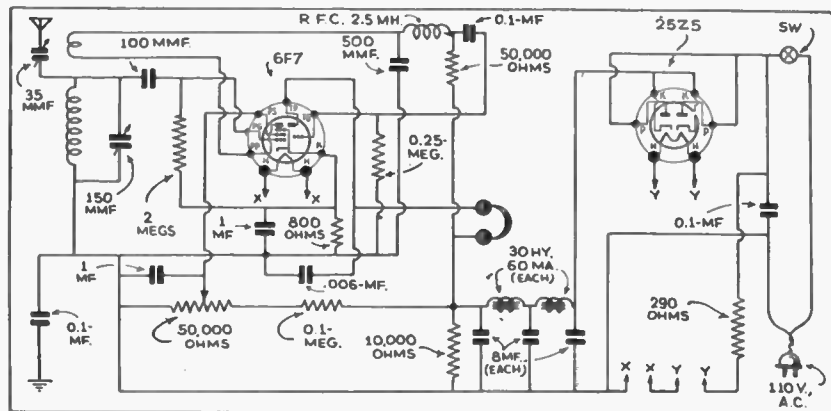 R.F.C. 2.5 MH.
0.1-MF
25Z5
SW
100 MMF.
6F7
500
MMF.
50,000
OHMS
35
MMF
P
S
T
P
P
G
K
K
K
P
P
H
H
H
H
0.25-
MEG.
150
MMF
2
MEGS
X
X
Y
Y
1
MF
800
OHMS
0.1-MF
1
MF
.006-MF.
30 HY,
60 MA.
(EACH)
290
OHMS
0.1-
MF.
50,000
OHMS
0.1-
MEG.
10,000
OHMS
8MF.
(EACH)
X
X
Y
Y
110 V.,
A.C.